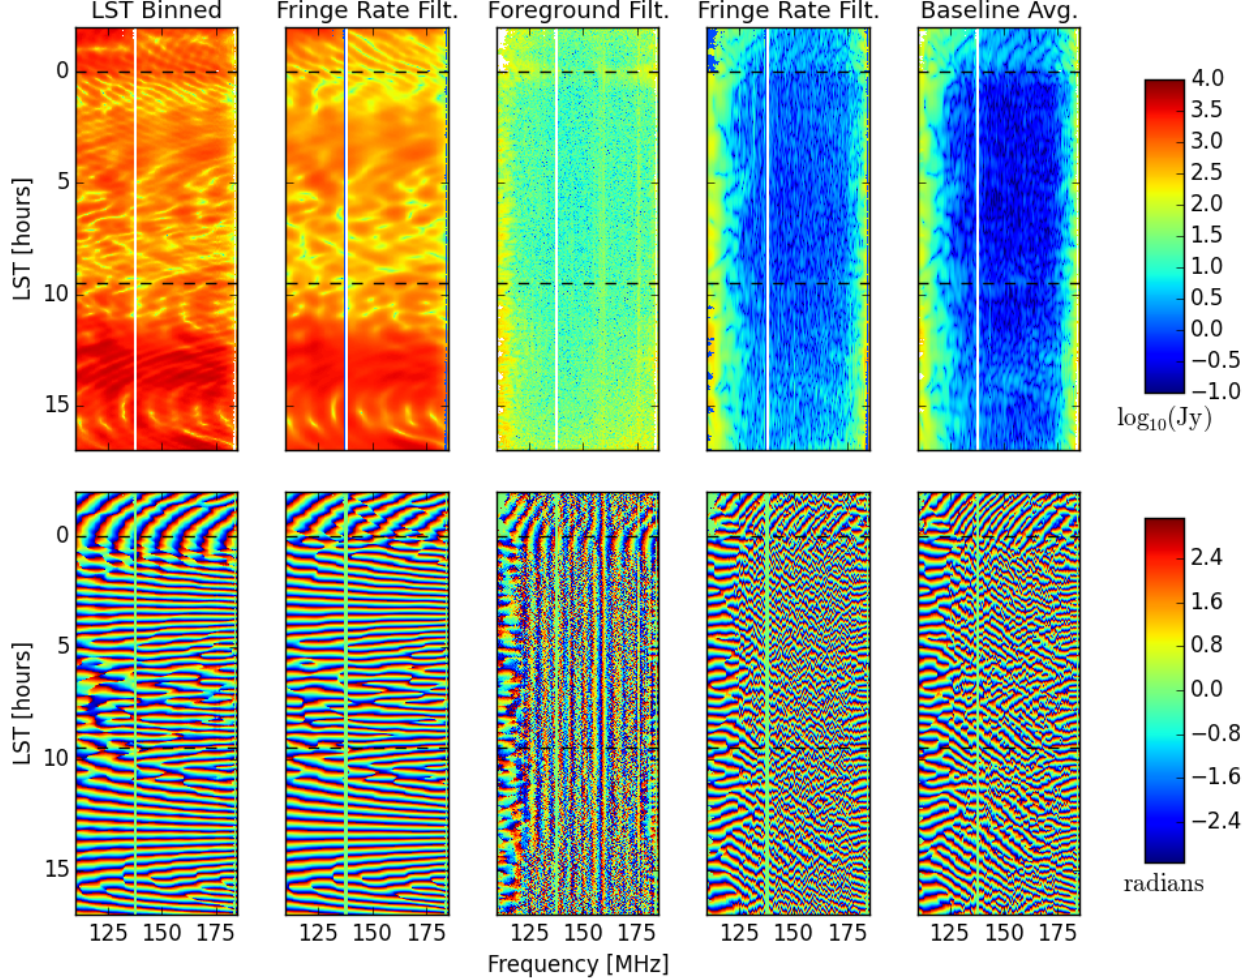 LST Binned
Fringe Rate Filt.
Foreground Filt.
Fringe Rate Filt.
Baseline Avg.
LST [hours]
0
5
10
15
4.0
3.5
3.0
2.5
2.0
1.5
1.0
0.5
0.0
−0.5
−1.0
log10(Jy)
LST [hours]
0
5
10
15
2.4
1.6
0.8
0.0
−0.8
−1.6
−2.4
radians
125 150 175
125 150 175
125 150 175
125 150 175
125 150 175
Frequency [MHz]